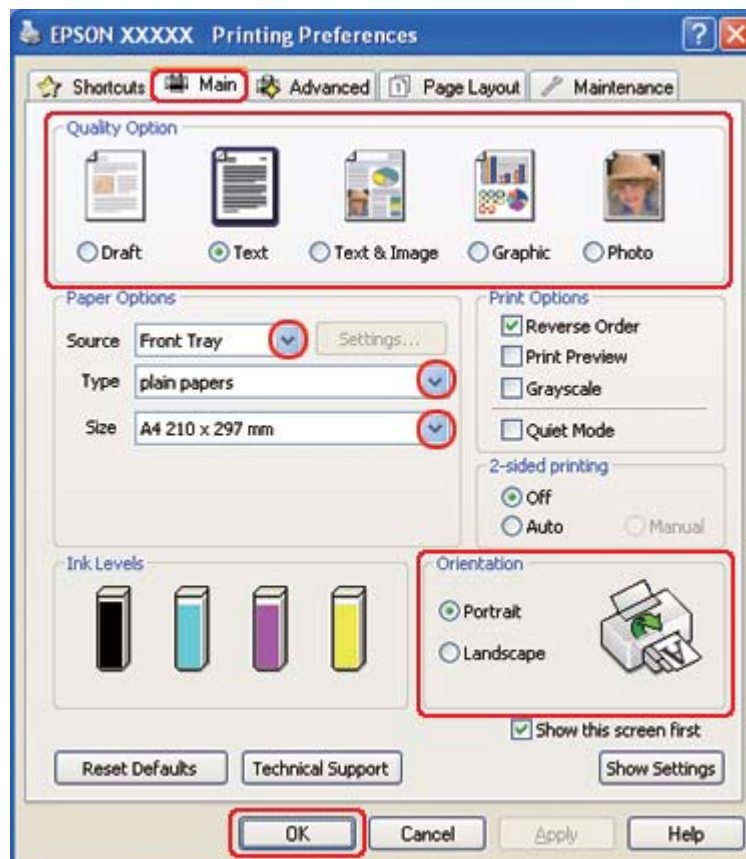 EPSON XXXXX Printing Preferences
Shortcuts Main Advanced 1 Page Layout Maintenance
Quality Option
Draft Text Text & Image Graphic Photo
Paper Options
Source Front Tray Settings...
Type plain papers
Size A4 210 x 297 mm
Print Options
Reverse Order
Print Preview
Grayscale
Quiet Mode
2-sided printing
Off
Auto Manual
Ink Levels
Orientation
Portrait
Landscape
A
Show this screen first
Reset Defaults Technical Support Show Settings
OK Cancel Apply Help